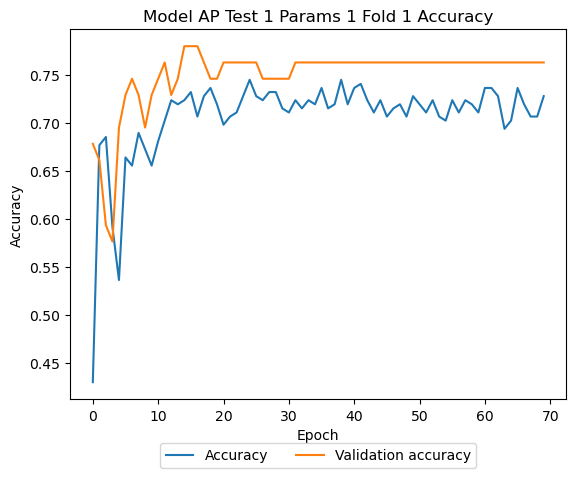 Model AP Test 1 Params 1 Fold 1 Accuracy
0.75
0.70
0.65
0.60
0.55
0.50
0.45
Accuracy
0 10 20 30 40 50 60 70
Epoch
Accuracy Validation accuracy